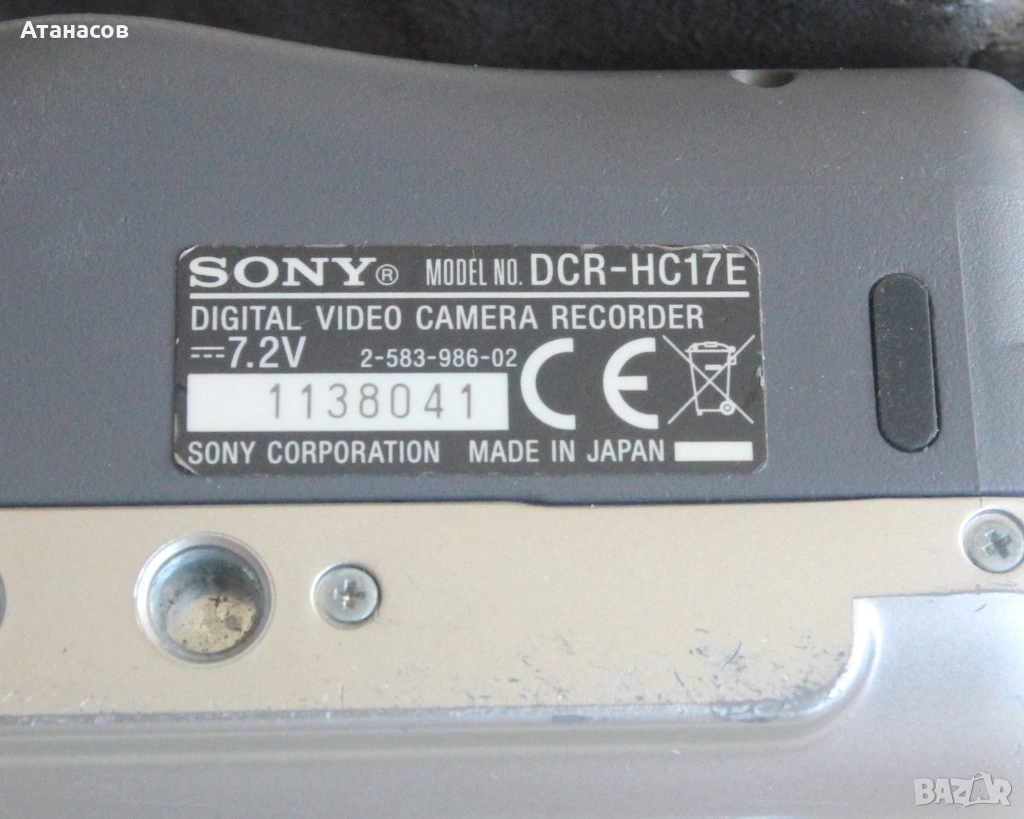 Атанасов
SONY® MODEL NO. DCR-HC17E
DIGITAL VIDEO CAMERA RECORDER
⎓7.2V 2-583-986-02 CE
1138041
SONY CORPORATION MADE IN JAPAN
BAZAR